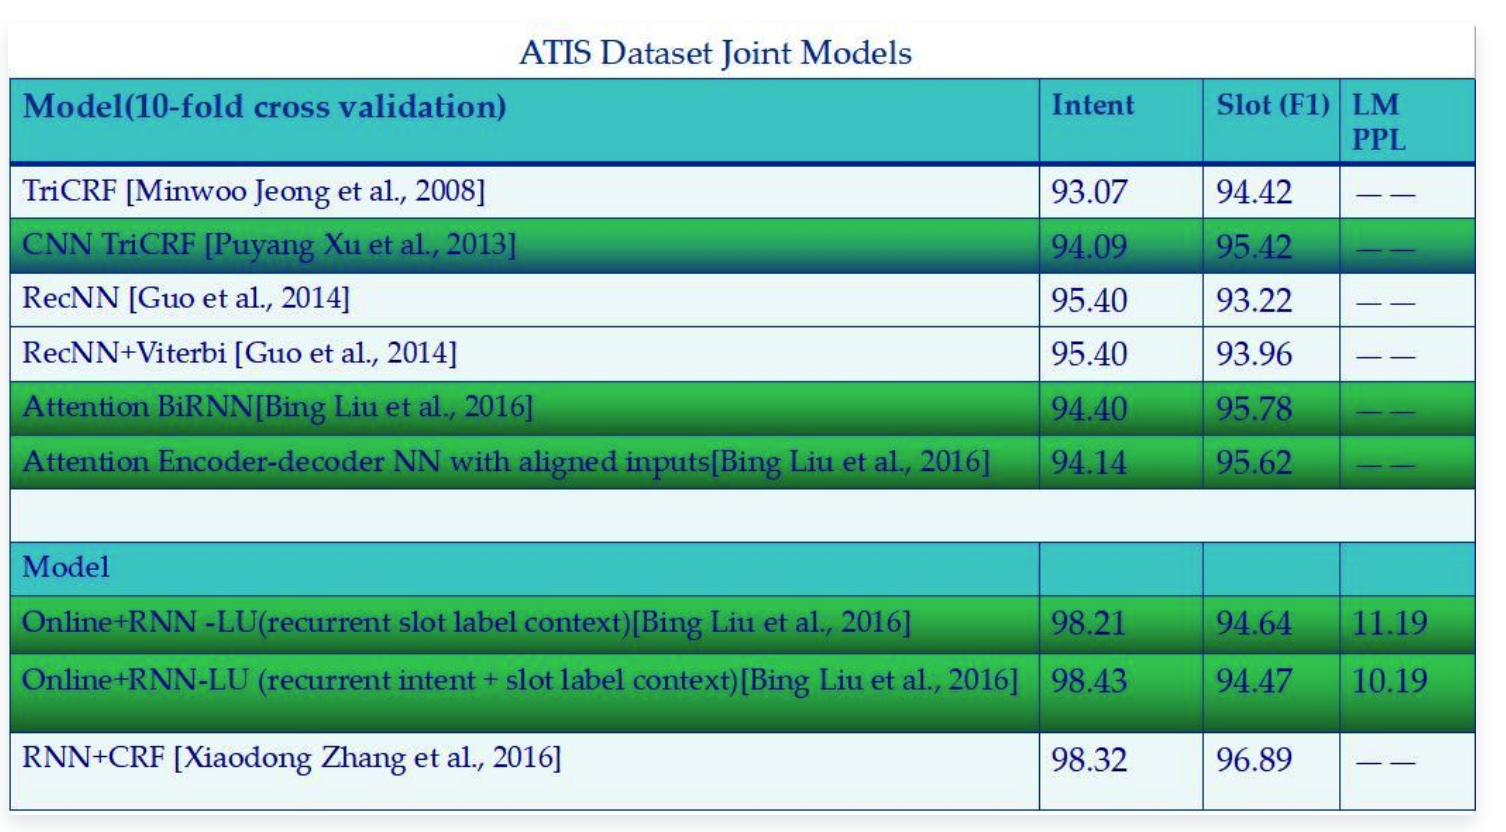 ATIS Dataset Joint Models
Model(10-fold cross validation) Intent Slot (F1) LM PPL
TriCRF [Minwoo Jeong et al., 2008] 93.07 94.42 — —
CNN TriCRF [Puyang Xu et al., 2013] 94.09 95.42 — —
RecNN [Guo et al., 2014] 95.40 93.22 — —
RecNN+Viterbi [Guo et al., 2014] 95.40 93.96 — —
Attention BiRNN[Bing Liu et al., 2016] 94.40 95.78 — —
Attention Encoder-decoder NN with aligned inputs[Bing Liu et al., 2016] 94.14 95.62 — —
Model
Online+RNN -LU(recurrent slot label context)[Bing Liu et al., 2016] 98.21 94.64 11.19
Online+RNN-LU (recurrent intent + slot label context)[Bing Liu et al., 2016] 98.43 94.47 10.19
RNN+CRF [Xiaodong Zhang et al., 2016] 98.32 96.89 — —